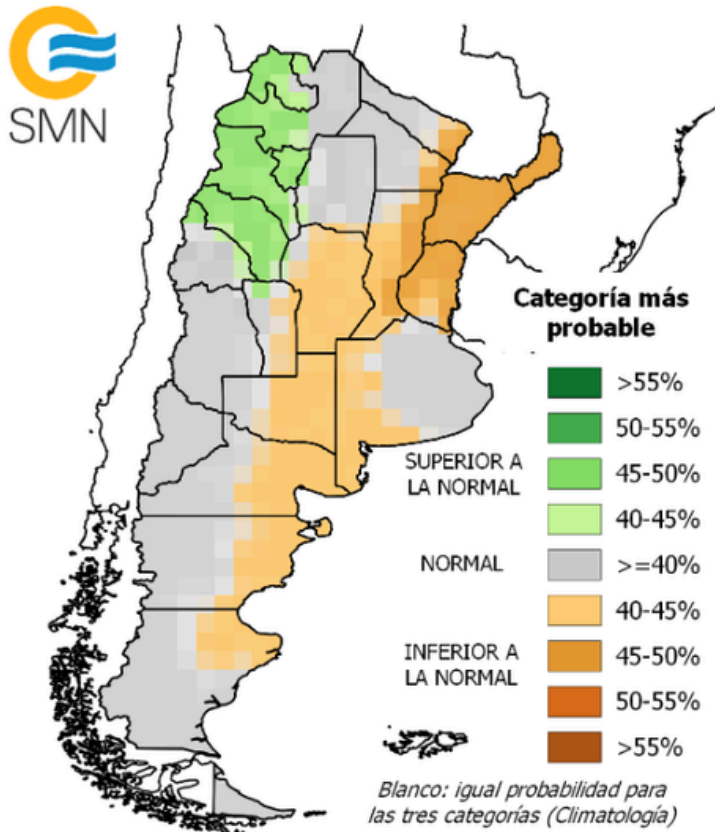 SMN
Categoría más
probable
>55%
50-55%
SUPERIOR A
LA NORMAL
45-50%
40-45%
NORMAL
>=40%
40-45%
INFERIOR A
LA NORMAL
45-50%
50-55%
>55%
Blanco: igual probabilidad para
las tres categorías (Climatología)